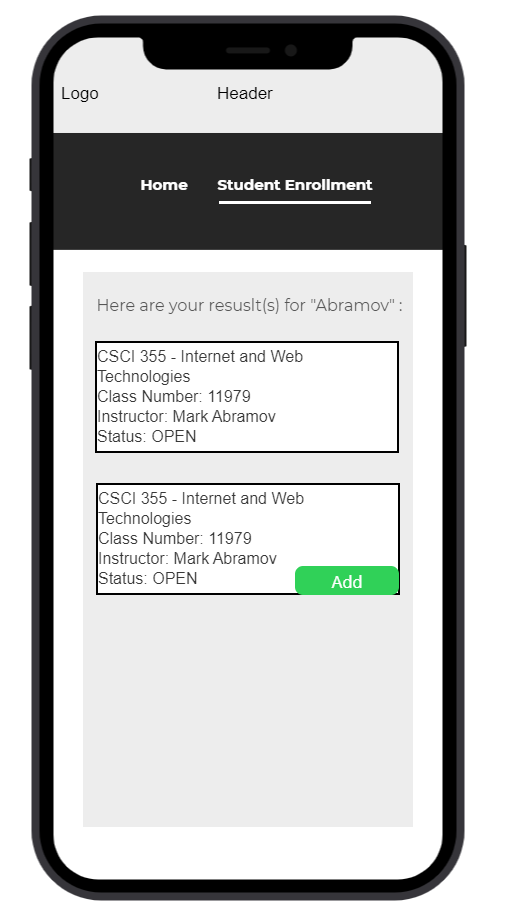 Logo Header
Home Student Enrollment
Here are your resuslt(s) for "Abramov" :
CSCI 355 - Internet and Web
Technologies
Class Number: 11979
Instructor: Mark Abramov
Status: OPEN
CSCI 355 - Internet and Web
Technologies
Class Number: 11979
Instructor: Mark Abramov
Status: OPEN
Add